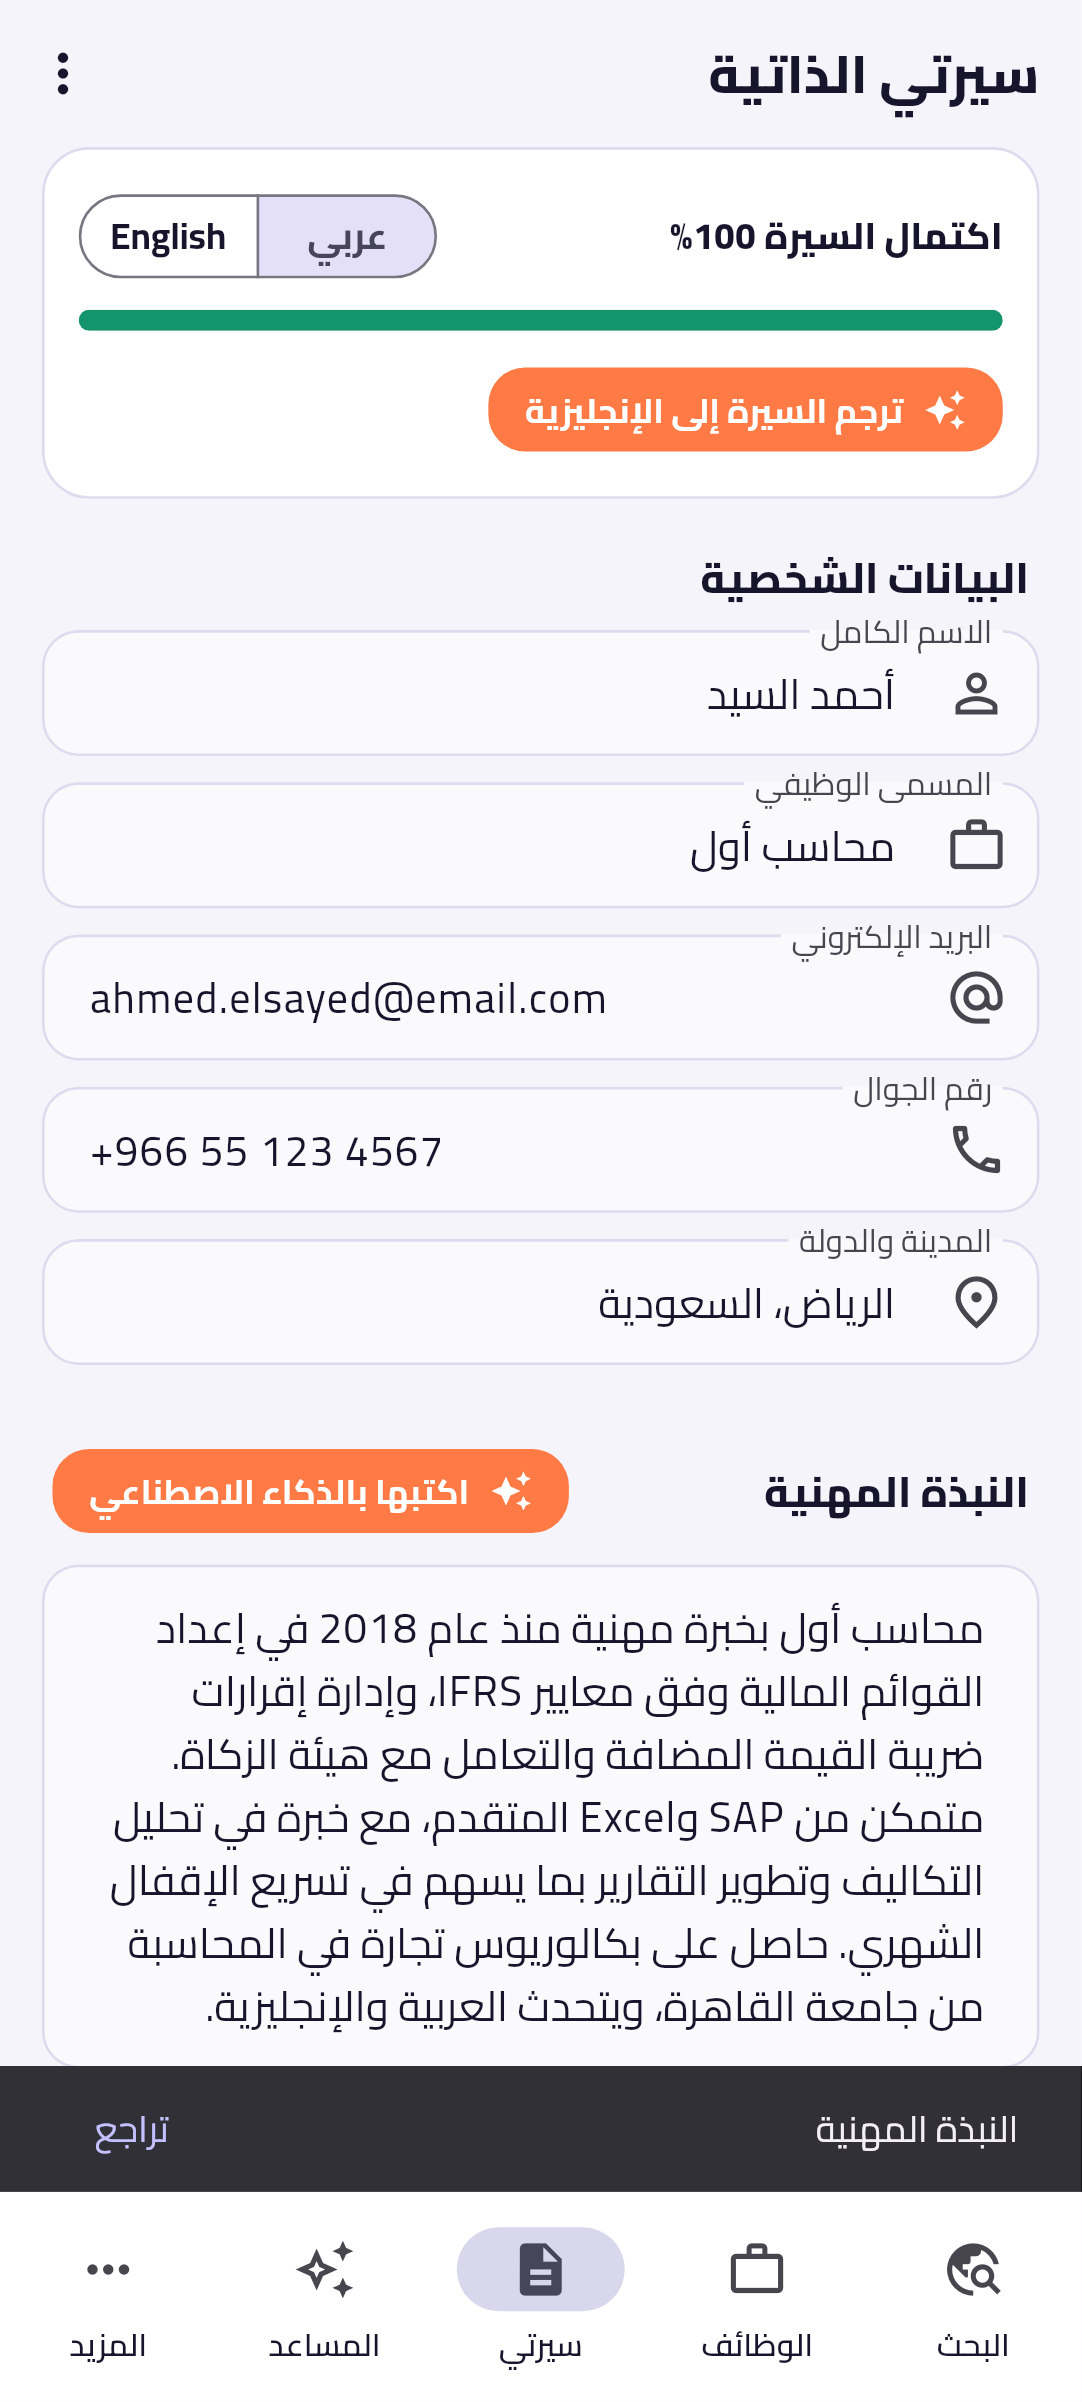 سيرتي الذاتية
اكتمال السيرة 100%
عربي
English
ترجم السيرة إلى الإنجليزية
البيانات الشخصية
الاسم الكامل
أحمد السيد
المسمى الوظيفي
محاسب أول
البريد الإلكتروني
ahmed.elsayed@email.com
رقم الجوال
+966 55 123 4567
المدينة والدولة
الرياض، السعودية
النبذة المهنية
اكتبها بالذكاء الاصطناعي
محاسب أول بخبرة مهنية منذ عام 2018 في إعداد
القوائم المالية وفق معايير IFRS، وإدارة إقرارات
ضريبة القيمة المضافة والتعامل مع هيئة الزكاة.
متمكن من SAP وExcel المتقدم، مع خبرة في تحليل
التكاليف وتطوير التقارير بما يسهم في تسريع الإقفال
الشهري. حاصل على بكالوريوس تجارة في المحاسبة
من جامعة القاهرة، ويتحدث العربية والإنجليزية.
النبذة المهنية
تراجع
البحث
الوظائف
سيرتي
المساعد
المزيد